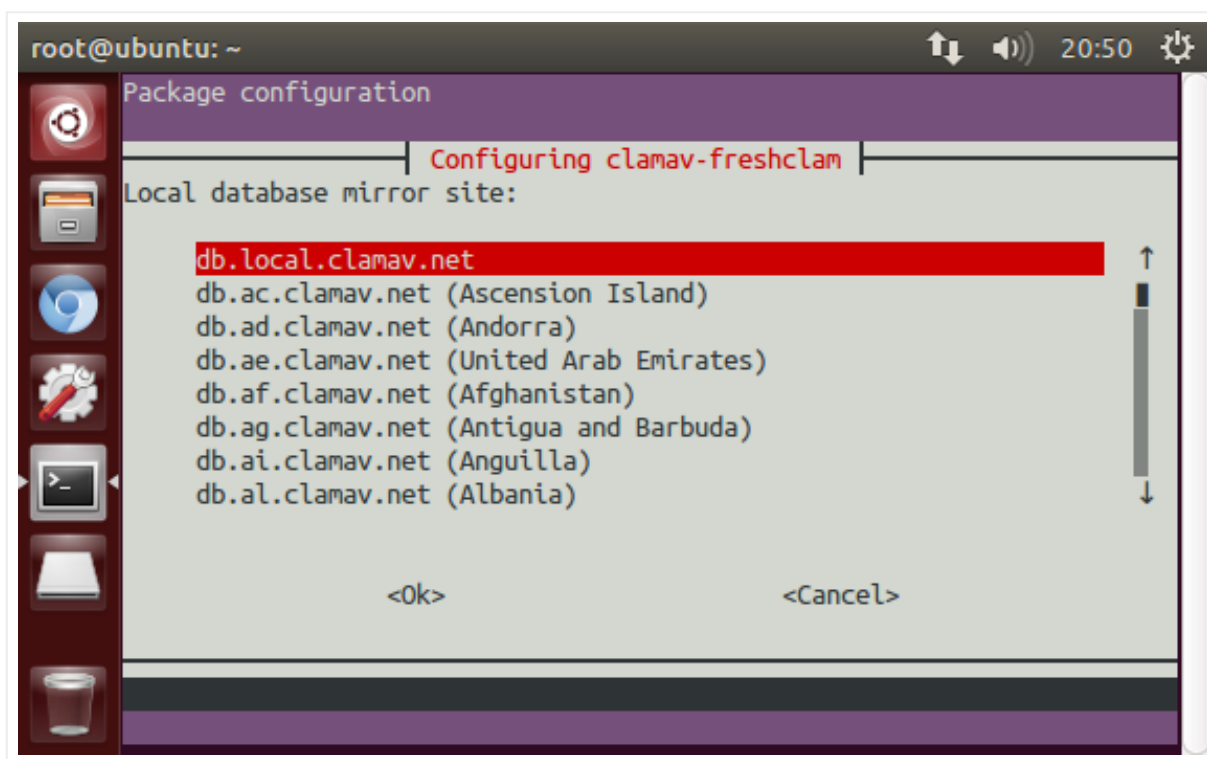 root@ubuntu: ~ 20:50
Package configuration
Configuring clamav-freshclam
Local database mirror site:
db.local.clamav.net
db.ac.clamav.net (Ascension Island)
db.ad.clamav.net (Andorra)
db.ae.clamav.net (United Arab Emirates)
db.af.clamav.net (Afghanistan)
db.ag.clamav.net (Antigua and Barbuda)
db.ai.clamav.net (Anguilla)
db.al.clamav.net (Albania)
<Ok> <Cancel>